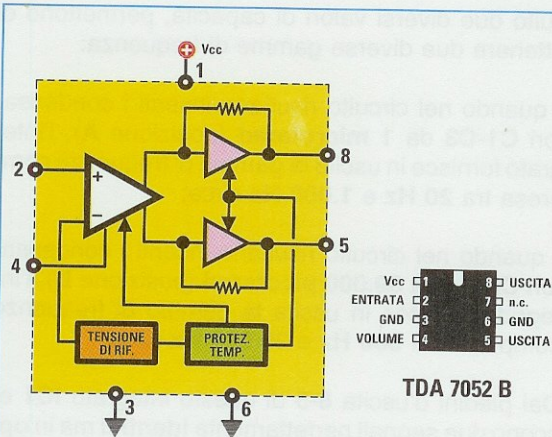 Vcc
1
2
+
8
−
5
4
TENSIONE
DI RIF.
PROTEZ.
TEMP.
3
6
Vcc 1
8 USCITA
ENTRATA 2
7 n.c.
GND 3
6 GND
VOLUME 4
5 USCITA
TDA 7052 B